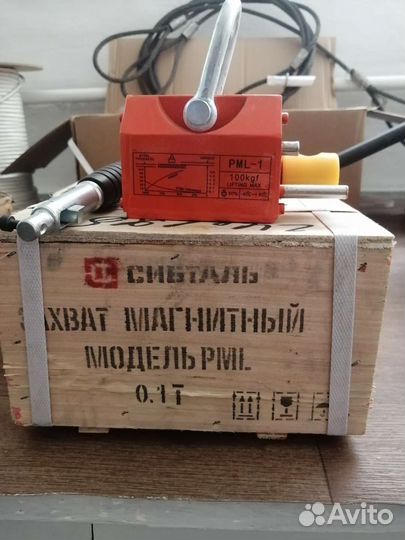 PML-1
100kgf
LIFTING MAX
СИБТАЛЬ
ЗАХВАТ МАГНИТНЫЙ
МОДЕЛЬ PML
0.1Т
Avito